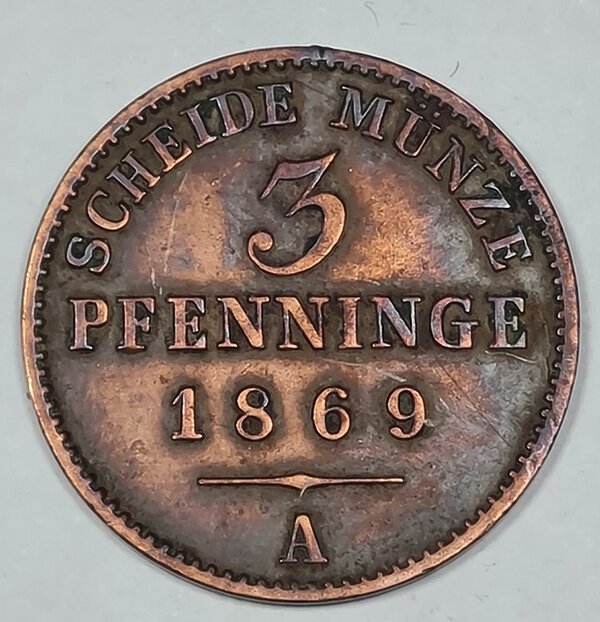 SCHEIDE MÜNZE
3
PFENNINGE
1869
A